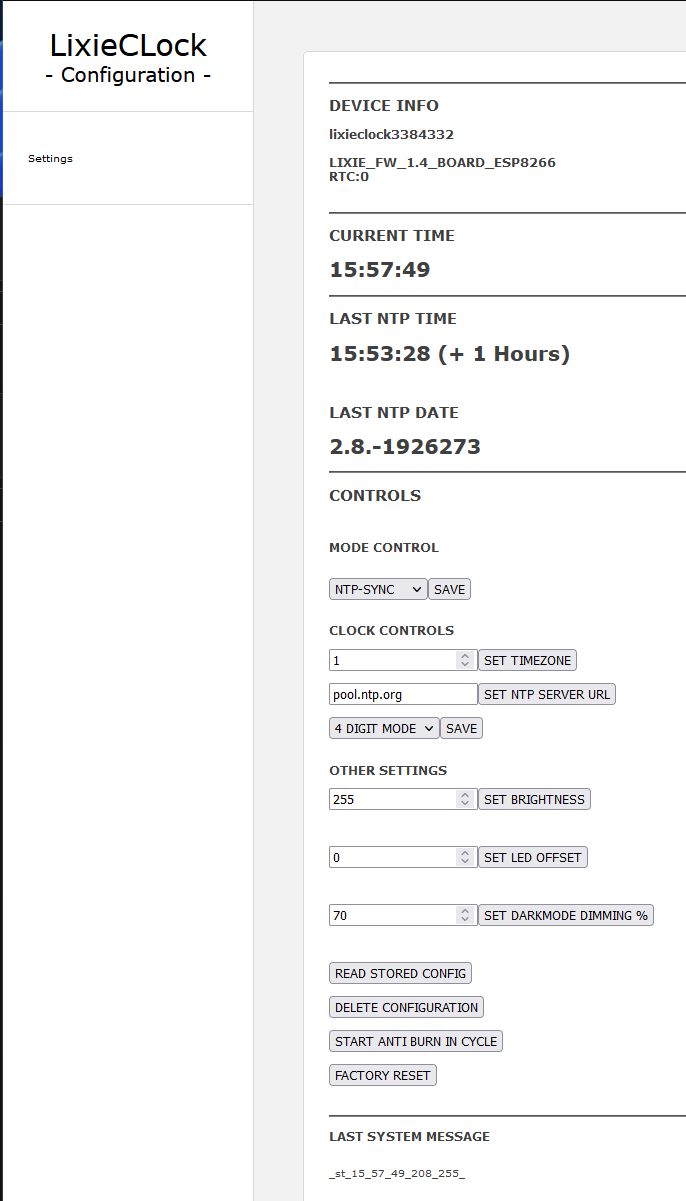 LixieCLock
- Configuration -
Settings
DEVICE INFO
lixieclock3384332
LIXIE_FW_1.4_BOARD_ESP8266
RTC:0
CURRENT TIME
15:57:49
LAST NTP TIME
15:53:28 (+ 1 Hours)
LAST NTP DATE
2.8.-1926273
CONTROLS
MODE CONTROL
NTP-SYNC SAVE
CLOCK CONTROLS
1 SET TIMEZONE
pool.ntp.org SET NTP SERVER URL
4 DIGIT MODE SAVE
OTHER SETTINGS
255 SET BRIGHTNESS
0 SET LED OFFSET
70 SET DARKMODE DIMMING %
READ STORED CONFIG
DELETE CONFIGURATION
START ANTI BURN IN CYCLE
FACTORY RESET
LAST SYSTEM MESSAGE
_st_15_57_49_208_255_